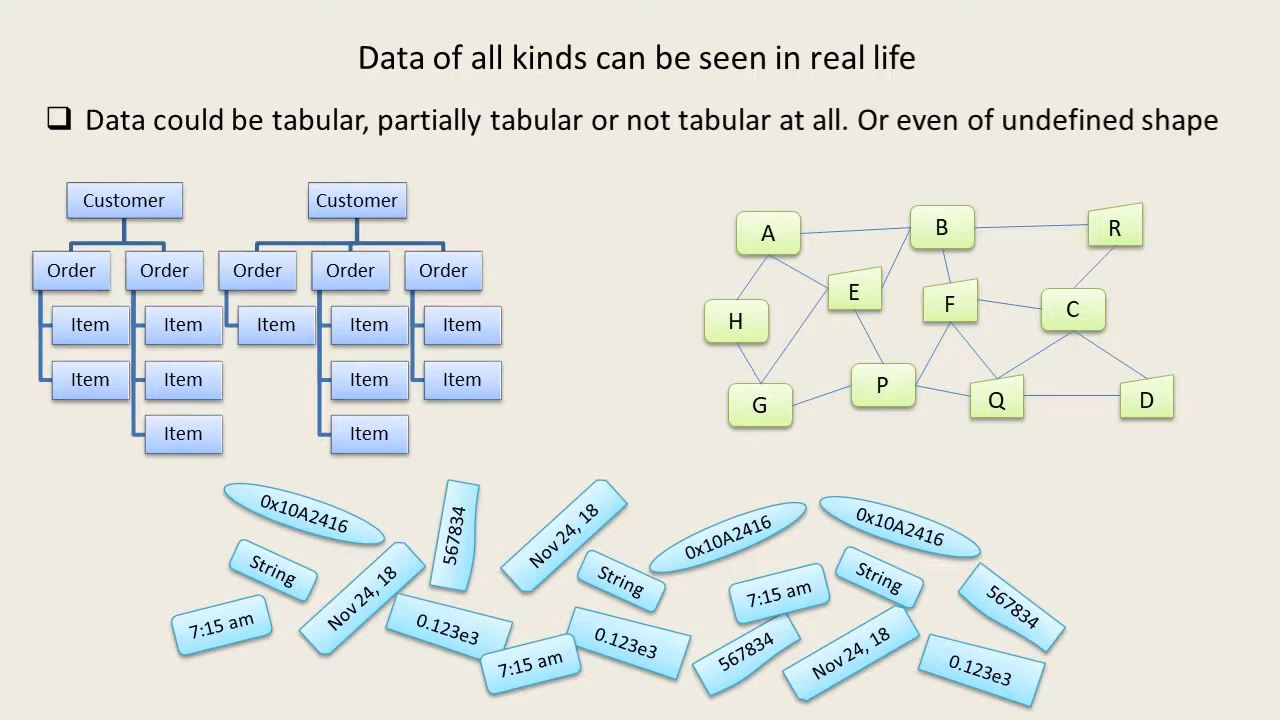 Data of all kinds can be seen in real life
❑ Data could be tabular, partially tabular or not tabular at all. Or even of undefined shape
Customer
Customer
Order
Order
Order
Order
Order
Item
Item
Item
Item
Item
Item
Item
Item
Item
Item
Item
A
B
R
E
F
C
H
G
P
Q
D
0x10A2416
567834
Nov 24, 18
0x10A2416
0x10A2416
String
Nov 24, 18
String
7:15 am
String
567834
7:15 am
0.123e3
7:15 am
0.123e3
567834
Nov 24, 18
0.123e3